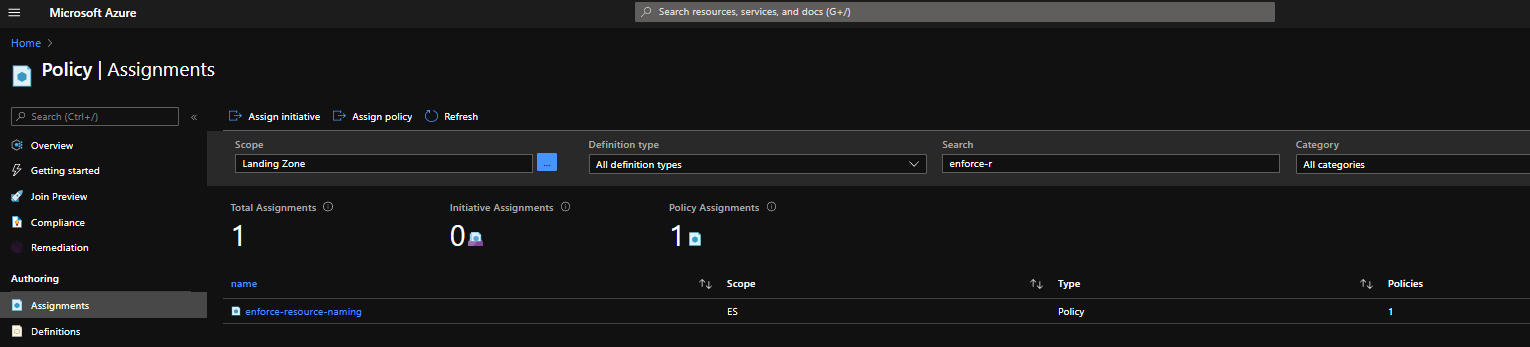 Microsoft Azure
Search resources, services, and docs (G+/)
Home >
Policy | Assignments
Search (Ctrl+/)
«
Overview
Getting started
Join Preview
Compliance
Remediation
Authoring
Assignments
Definitions
Assign initiative Assign policy Refresh
Scope Definition type Search Category
Landing Zone ... All definition types enforce-r All categories
Total Assignments Initiative Assignments Policy Assignments
1 0 1
name Scope Type Policies
enforce-resource-naming ES Policy 1